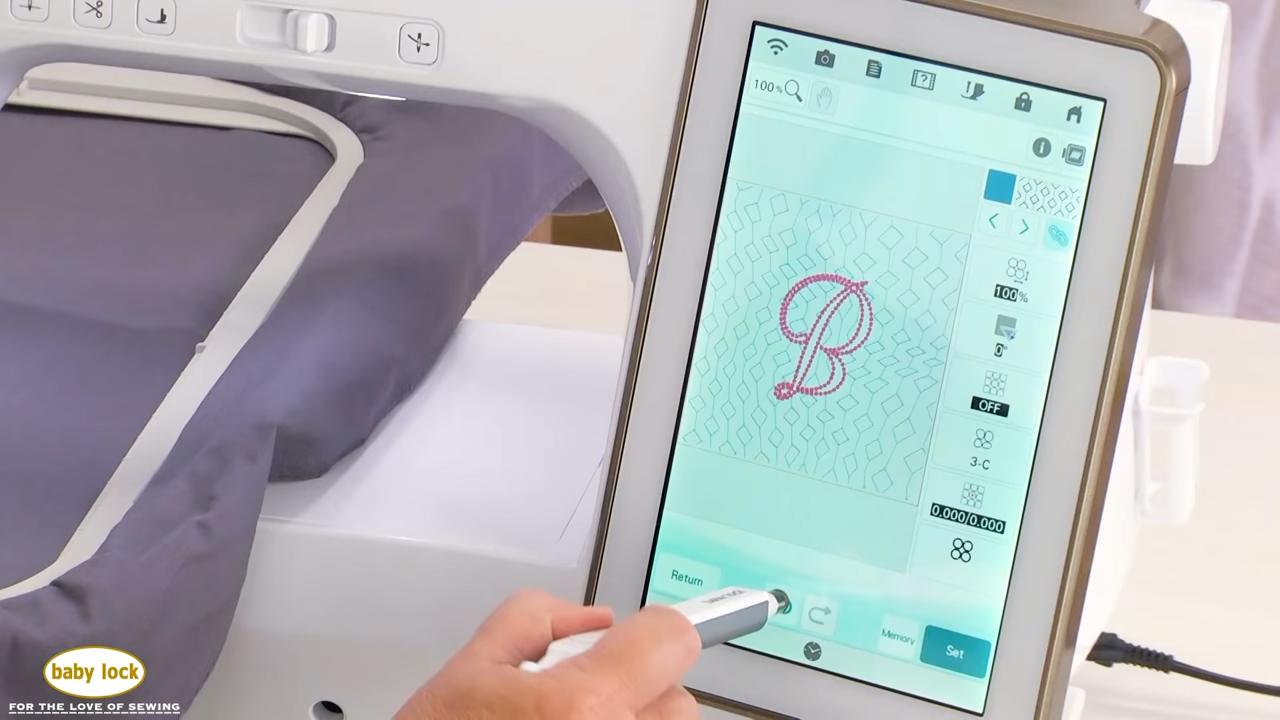 100%
?
i
100%
0°
OFF
3-C
0.000/0.000
B
Return
Memory
Set
baby lock
FOR THE LOVE OF SEWING